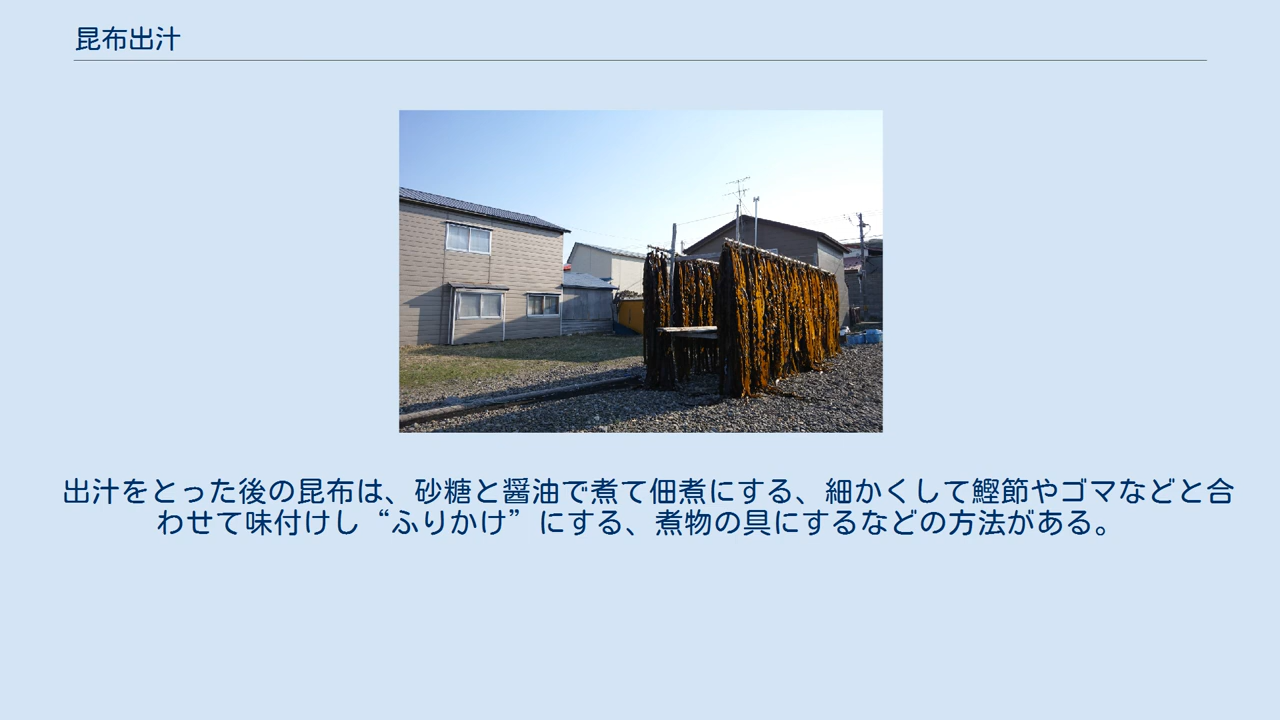 昆布出汁
出汁をとった後の昆布は、砂糖と醤油で煮て佃煮にする、細かくして鰹節やゴマなどと合
わせて味付けし“ふりかけ”にする、煮物の具にするなどの方法がある。